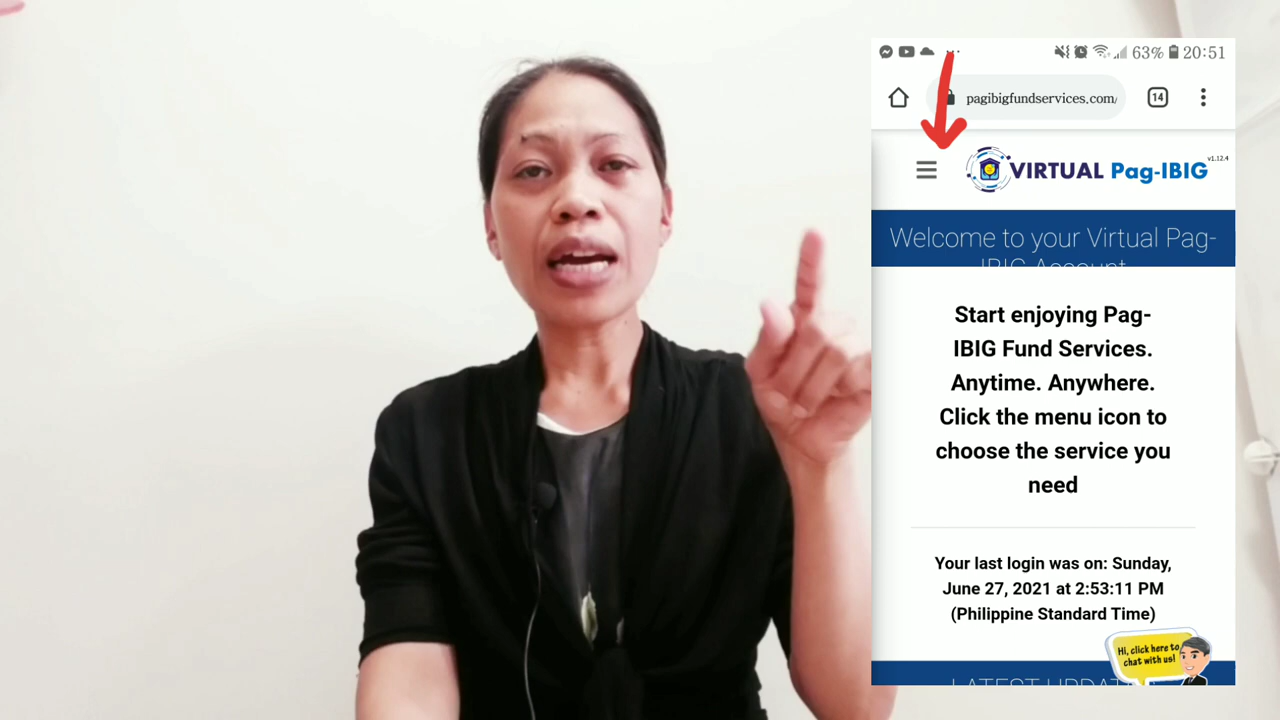 63% 20:51
pagibigfundservices.com/
14
VIRTUAL Pag-IBIG
v1.12.4
Welcome to your Virtual Pag-
IBIG Account
Start enjoying Pag-
IBIG Fund Services.
Anytime. Anywhere.
Click the menu icon to
choose the service you
need
Your last login was on: Sunday,
June 27, 2021 at 2:53:11 PM
(Philippine Standard Time)
Hi, click here to
chat with us!
LATEST